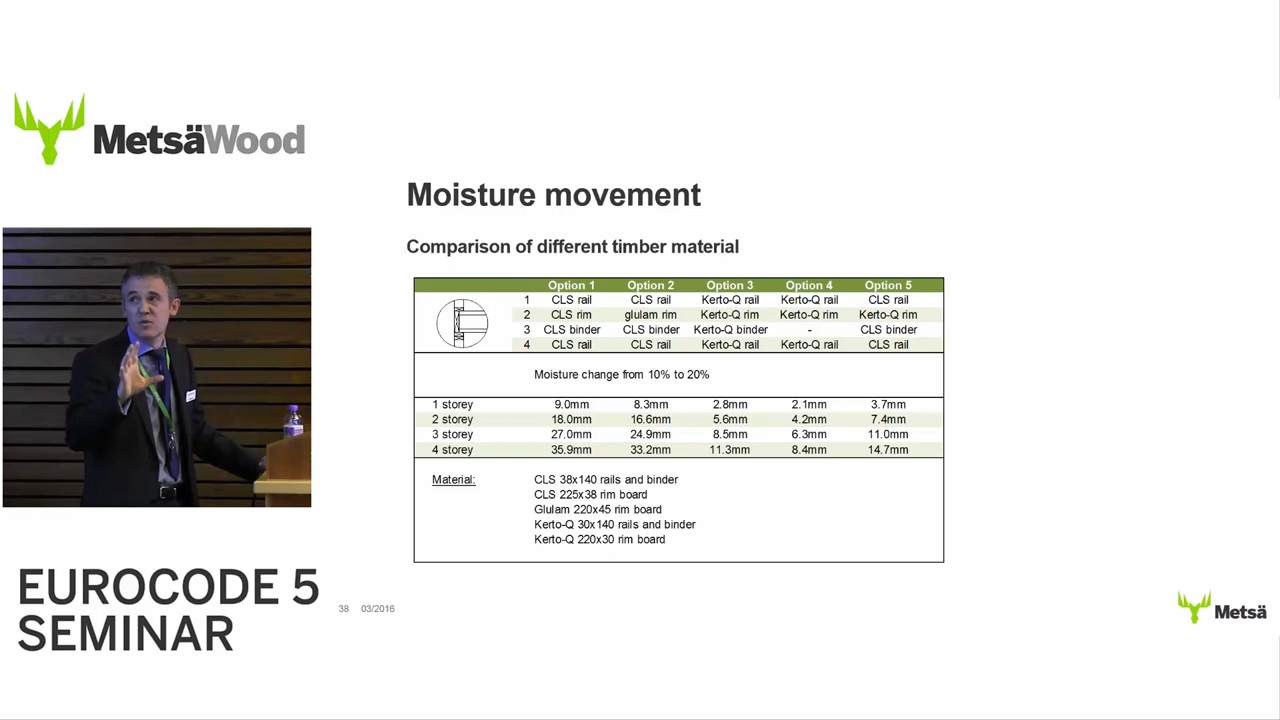 MetsäWood
Moisture movement
Comparison of different timber material
Option 1 Option 2 Option 3 Option 4 Option 5
1 CLS rail CLS rail Kerto-Q rail Kerto-Q rail CLS rail
2 CLS rim glulam rim Kerto-Q rim Kerto-Q rim Kerto-Q rim
3 CLS binder CLS binder Kerto-Q binder - CLS binder
4 CLS rail CLS rail Kerto-Q rail Kerto-Q rail CLS rail
Moisture change from 10% to 20%
1 storey 9.0mm 8.3mm 2.8mm 2.1mm 3.7mm
2 storey 18.0mm 16.6mm 5.6mm 4.2mm 7.4mm
3 storey 27.0mm 24.9mm 8.5mm 6.3mm 11.0mm
4 storey 35.9mm 33.2mm 11.3mm 8.4mm 14.7mm
Material: CLS 38x140 rails and binder
CLS 225x38 rim board
Glulam 220x45 rim board
Kerto-Q 30x140 rails and binder
Kerto-Q 220x30 rim board
EUROCODE 5
SEMINAR
38 03/2016
Metsä